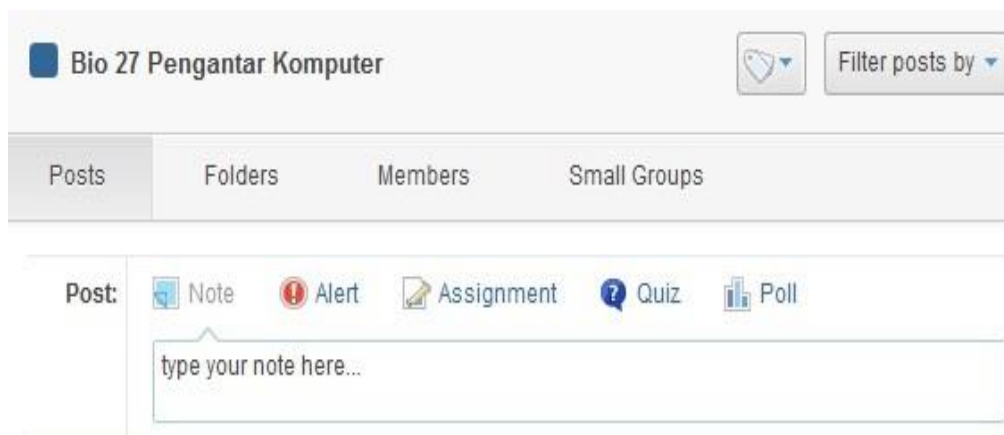 Bio 27 Pengantar Komputer
Filter posts by
Posts Folders Members Small Groups
Post: Note Alert Assignment Quiz Poll
type your note here...